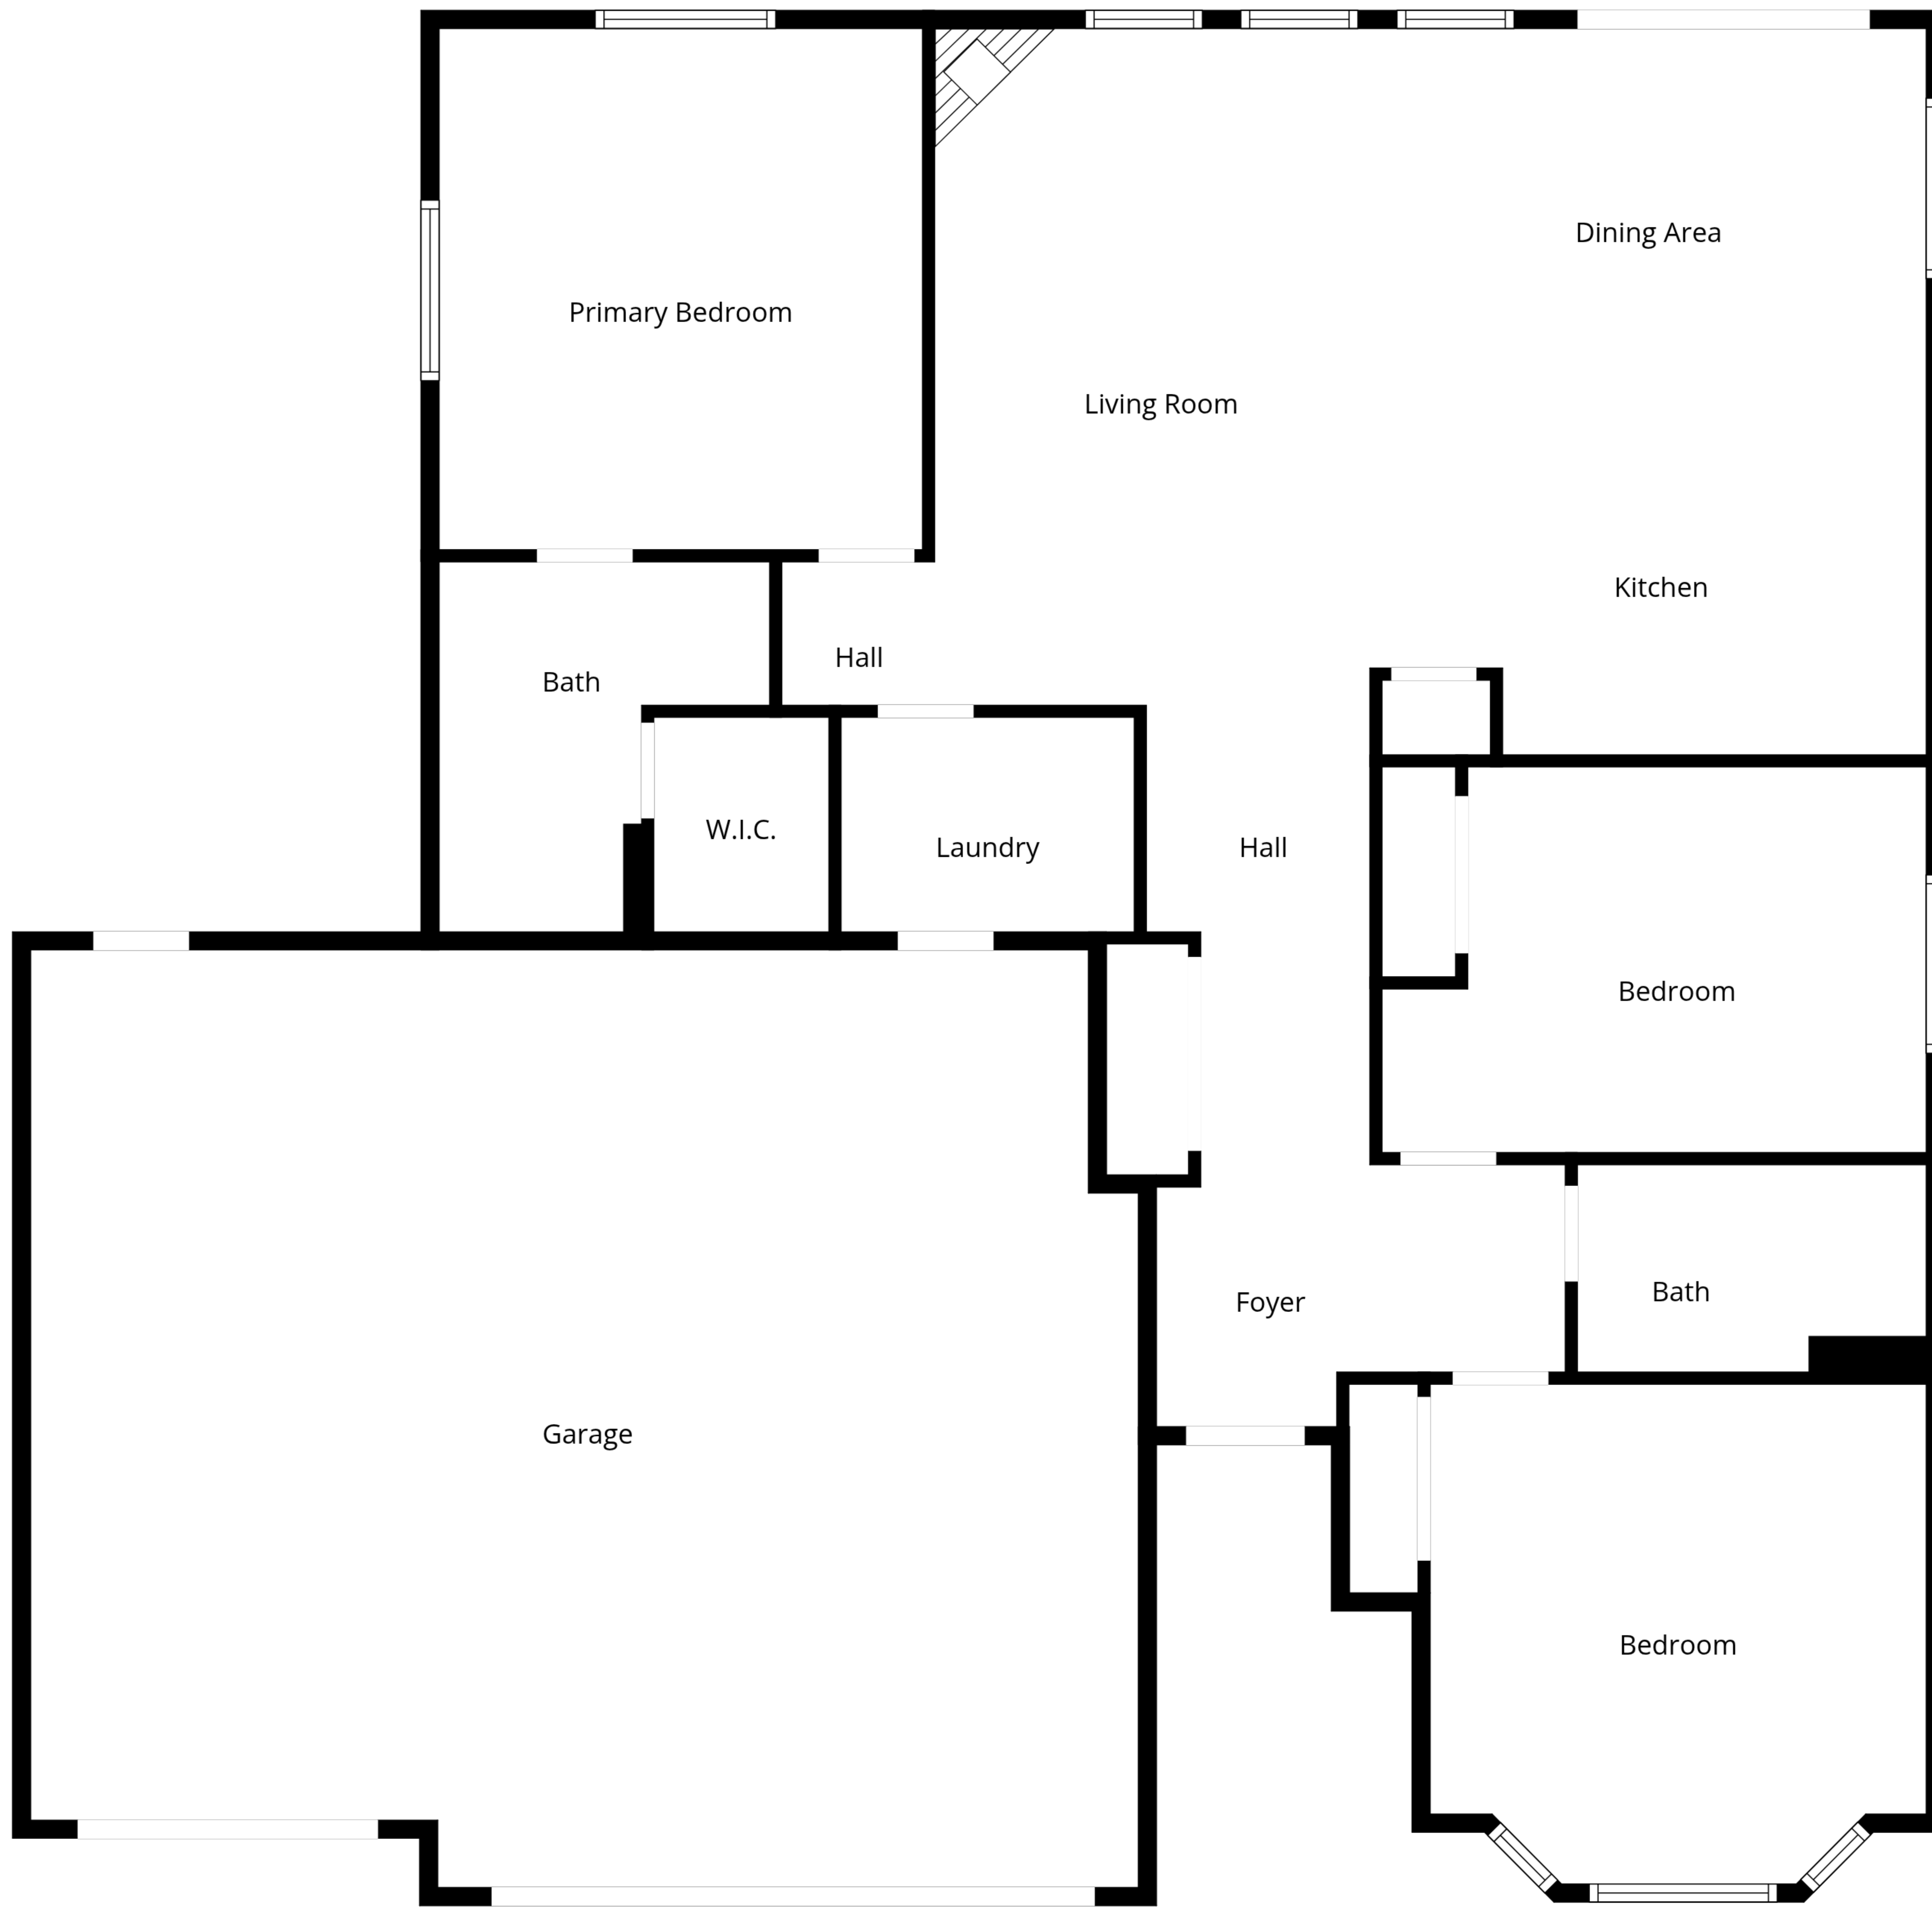 Dining Area
Primary Bedroom
Living Room
Kitchen
Hall
Bath
W.I.C.
Laundry
Hall
Bedroom
Bath
Foyer
Garage
Bedroom